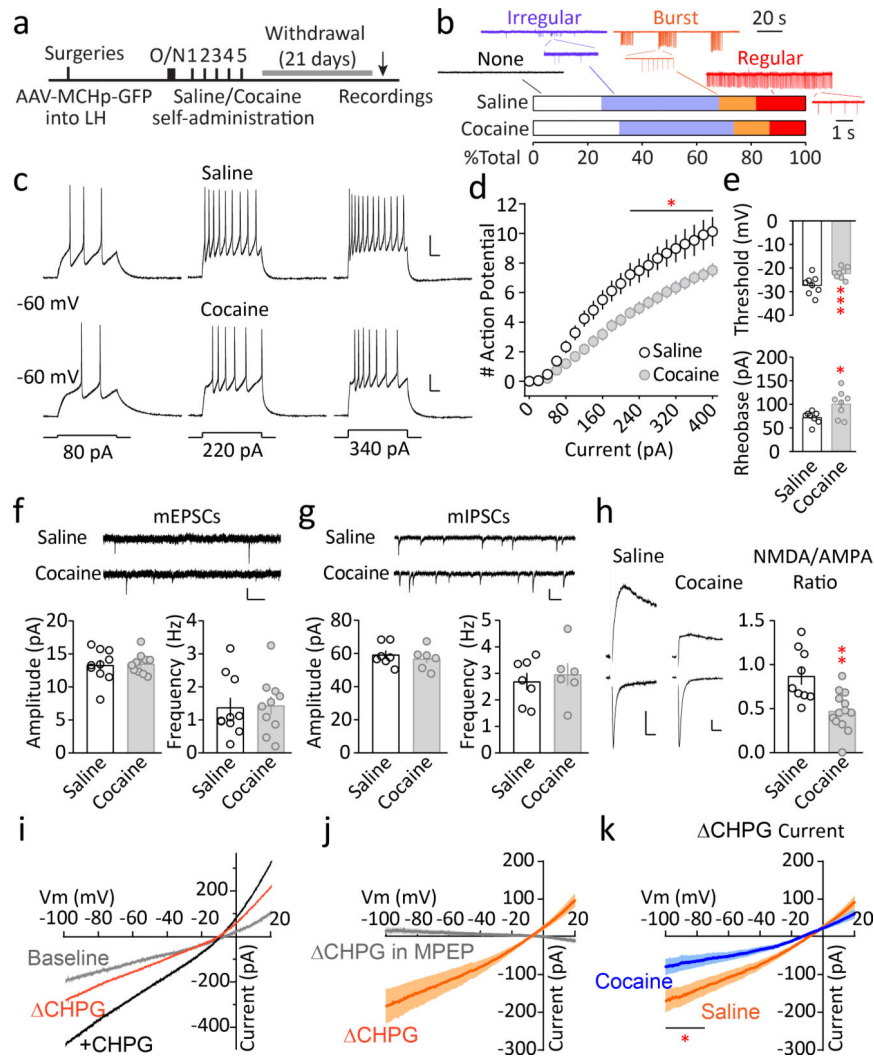 a
Surgeries
O/N 1 2 3 4 5
Withdrawal
(21 days)
AAV-MCHp-GFP
into LH
Saline/Cocaine
self-administration
Recordings
b
Irregular
Burst
20 s
None
Regular
Saline
Cocaine
1 s
%Total
0 20 40 60 80 100
c
Saline
-60 mV
Cocaine
-60 mV
80 pA
220 pA
340 pA
d
*
# Action Potential
12
10
8
6
4
2
0
Saline
Cocaine
0 80 160 240 320 400
Current (pA)
e
Threshold (mV)
0
-10
-20
-30
-40
***
Rheobase (pA)
200
150
100
50
0
*
Saline
Cocaine
f
mEPSCs
Saline
Cocaine
Amplitude (pA)
20
15
10
5
0
Saline
Cocaine
Frequency (Hz)
4
3
2
1
0
Saline
Cocaine
g
mIPSCs
Saline
Cocaine
Amplitude (pA)
80
60
40
20
0
Saline
Cocaine
Frequency (Hz)
5
4
3
2
1
0
Saline
Cocaine
h
Saline
Cocaine
NMDA/AMPA
Ratio
1.5
1.0
0.5
0.0
**
Saline
Cocaine
i
Vm (mV)
-100 -80 -60 -40 -20 20
200
-200
-400
Current (pA)
Baseline
ΔCHPG
+CHPG
j
Vm (mV)
-100 -80 -60 -40 -20 20
200
100
-100
-200
-300
Current (pA)
ΔCHPG in MPEP
ΔCHPG
k
ΔCHPG Current
Vm (mV)
-100 -80 -60 -40 -20 20
200
100
-100
-200
-300
Current (pA)
Cocaine
Saline
*